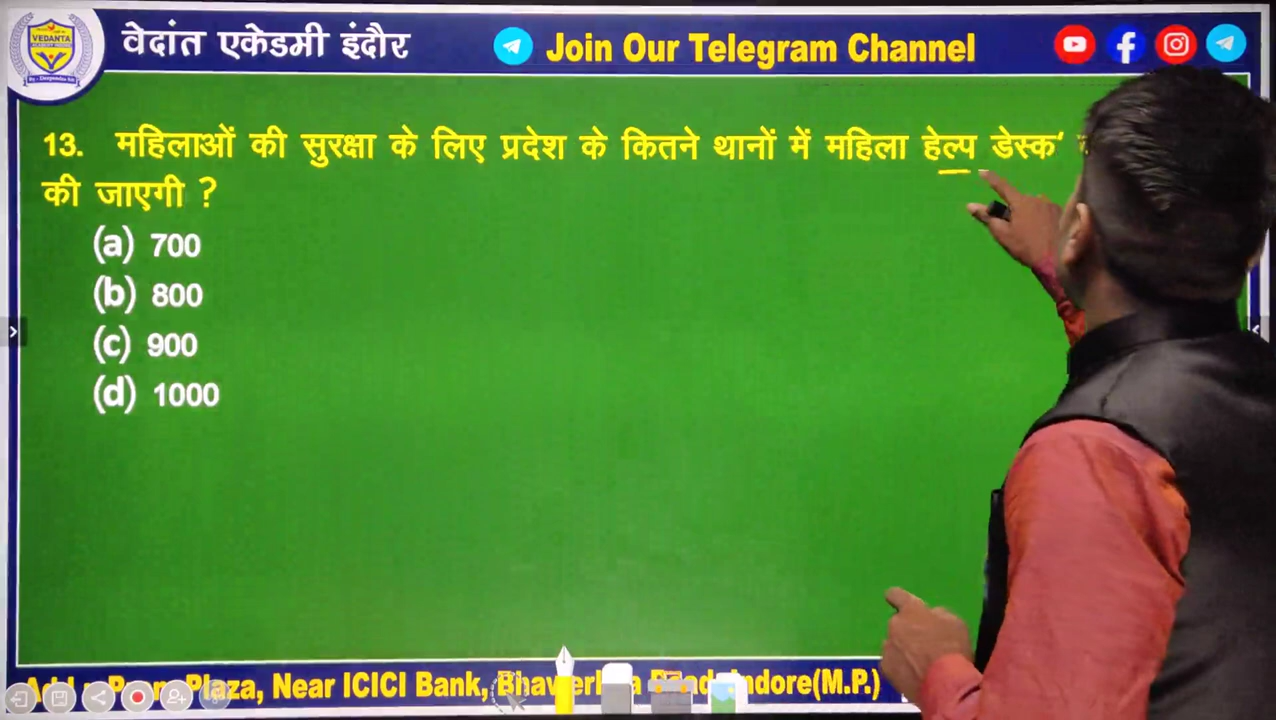 VEDANTA
वेदांत एकेडमी इंदौर
Join Our Telegram Channel
13. महिलाओं की सुरक्षा के लिए प्रदेश के कितने थानों में महिला हेल्प डेस्क’
की जाएगी ?
(a) 700
(b) 800
(c) 900
(d) 1000
Plaza, Near ICICI Bank, Indore(M.P.)